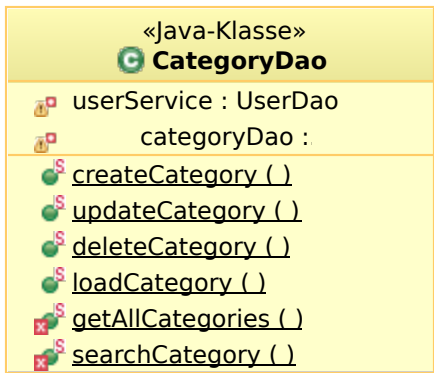 «Java-Klasse»
C CategoryDao
userService : UserDao
categoryDao :
S createCategory ( )
S updateCategory ( )
S deleteCategory ( )
S loadCategory ( )
S getAllCategories ( )
S searchCategory ( )